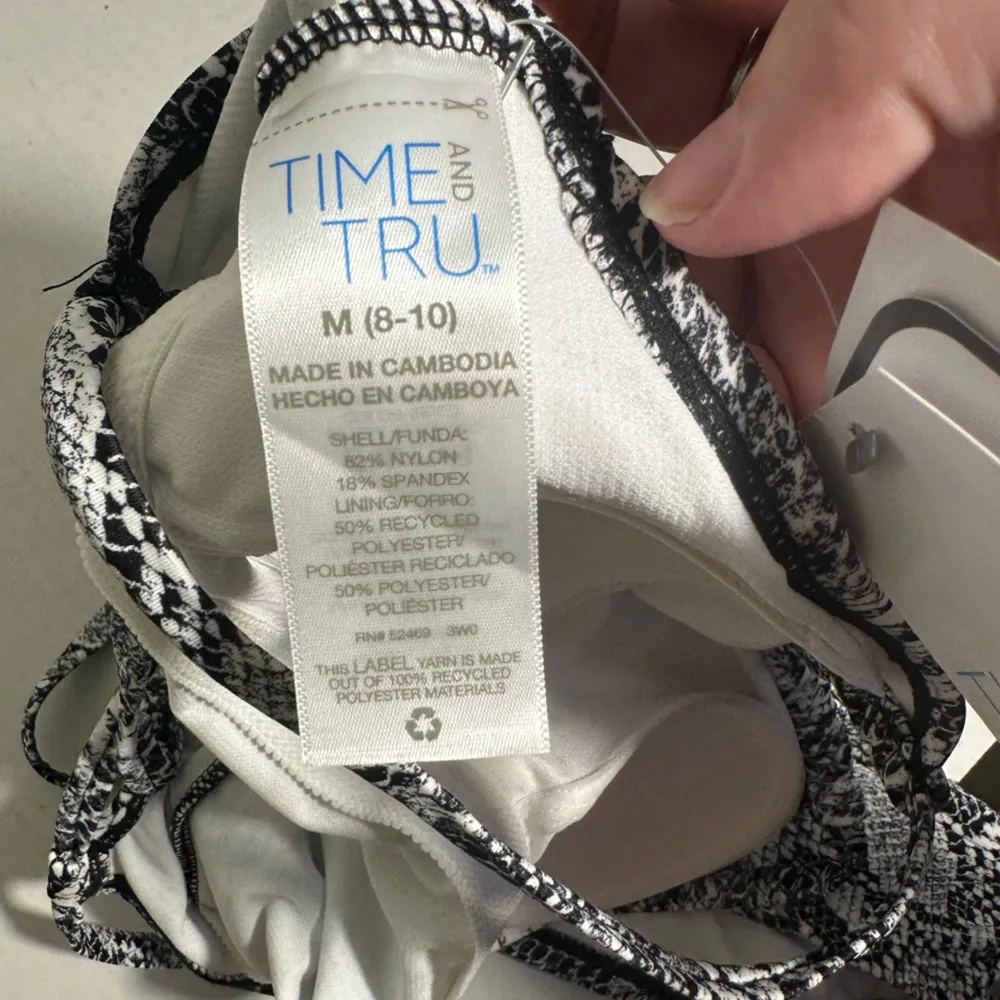 TIME AND
TRU™
M (8-10)
MADE IN CAMBODIA
HECHO EN CAMBOYA
SHELL/FUNDA:
82% NYLON
18% SPANDEX
LINING/FORRO:
50% RECYCLED
POLYESTER/
POLIÉSTER RECICLADO
50% POLYESTER/
POLIÉSTER
RN# 52469 3W0
THIS LABEL YARN IS MADE
OUT OF 100% RECYCLED
POLYESTER MATERIALS